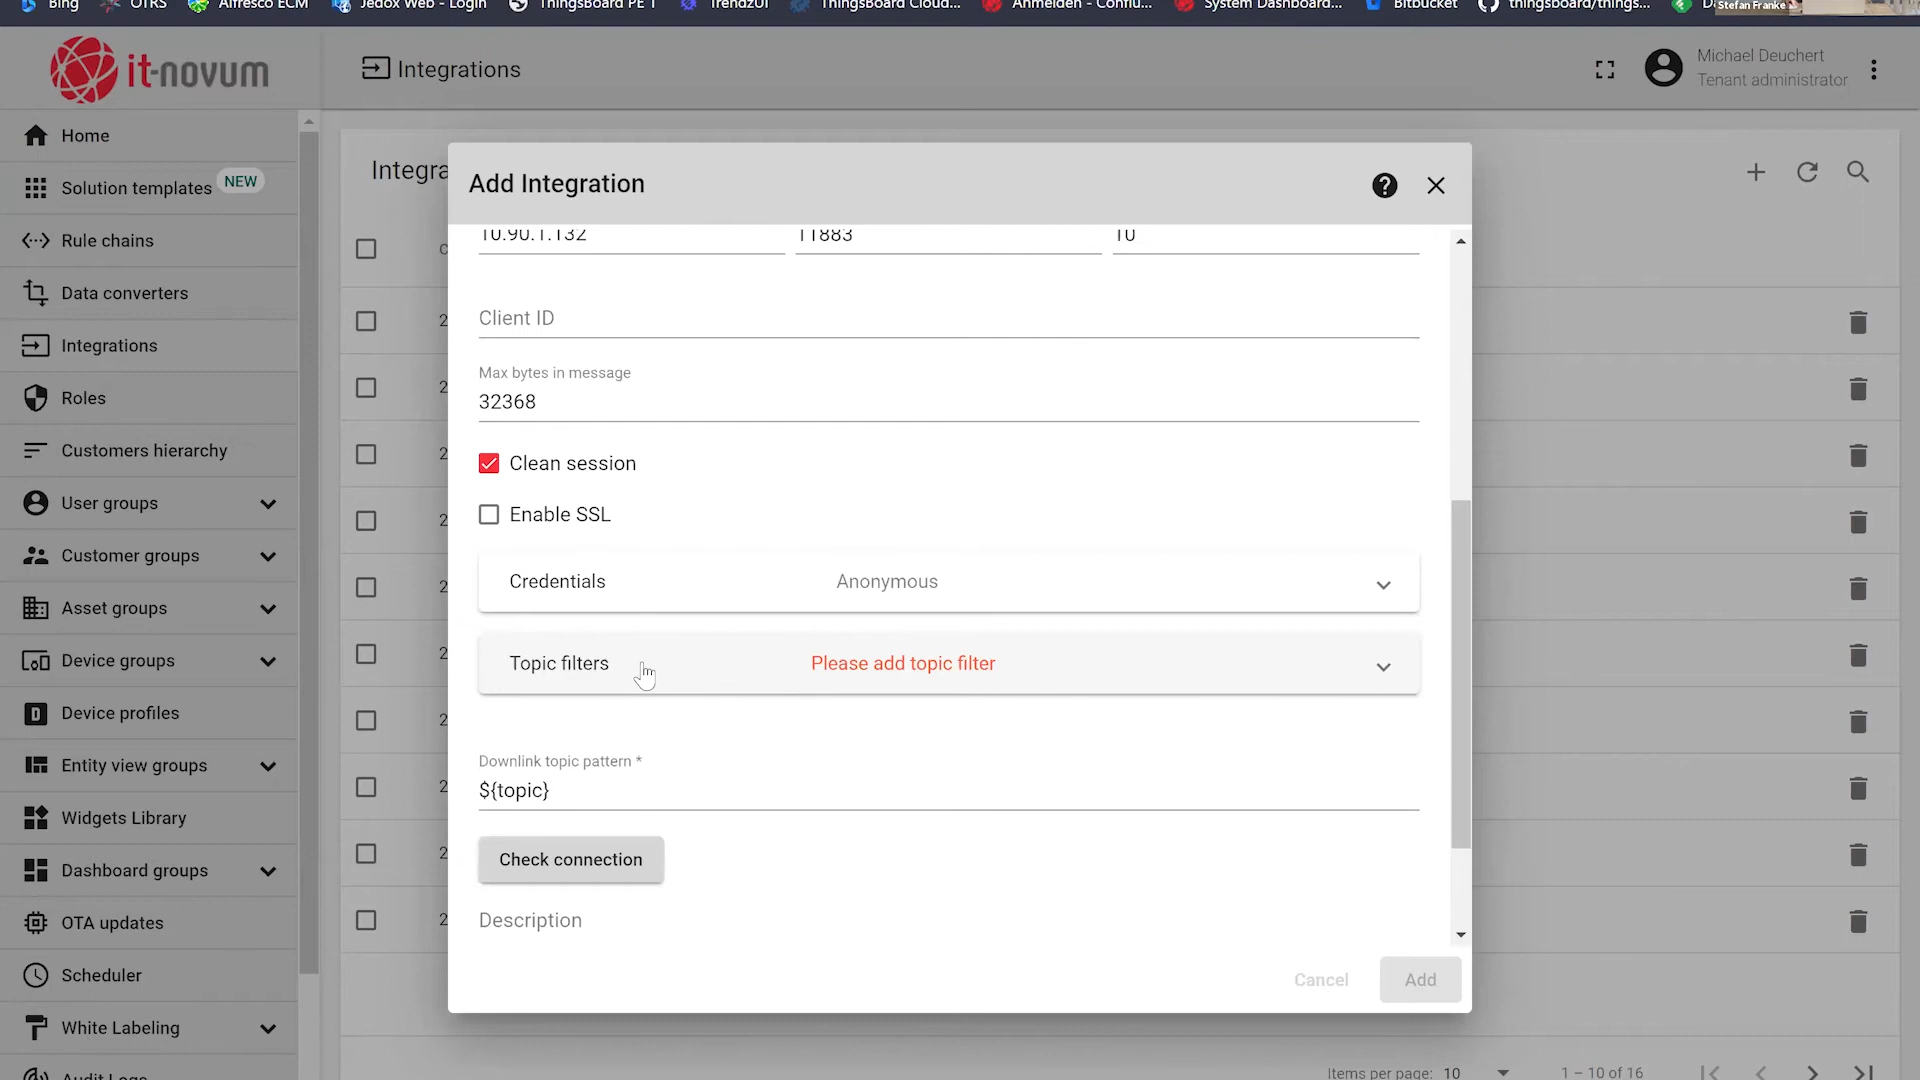 Bing
OTRS
Alfresco ECM
Jedox Web - Login
ThingsBoard PE
TrendzUI
ThingsBoard Cloud...
Anmelden - Conflu...
System Dashboard...
Bitbucket
thingsboard/things...
Stefan Franke
it-novum
Integrations
Michael Deuchert
Tenant administrator
Home
Solution templates NEW
Rule chains
Data converters
Integrations
Roles
Customers hierarchy
User groups
Customer groups
Asset groups
Device groups
Device profiles
Entity view groups
Widgets Library
Dashboard groups
OTA updates
Scheduler
White Labeling
Audit Logs
Integra
Add Integration
10.90.1.132
11883
10
Client ID
Max bytes in message
32368
Clean session
Enable SSL
Credentials
Anonymous
Topic filters
Please add topic filter
Downlink topic pattern *
${topic}
Check connection
Description
Cancel
Add
Items per page: 10
1 – 10 of 16